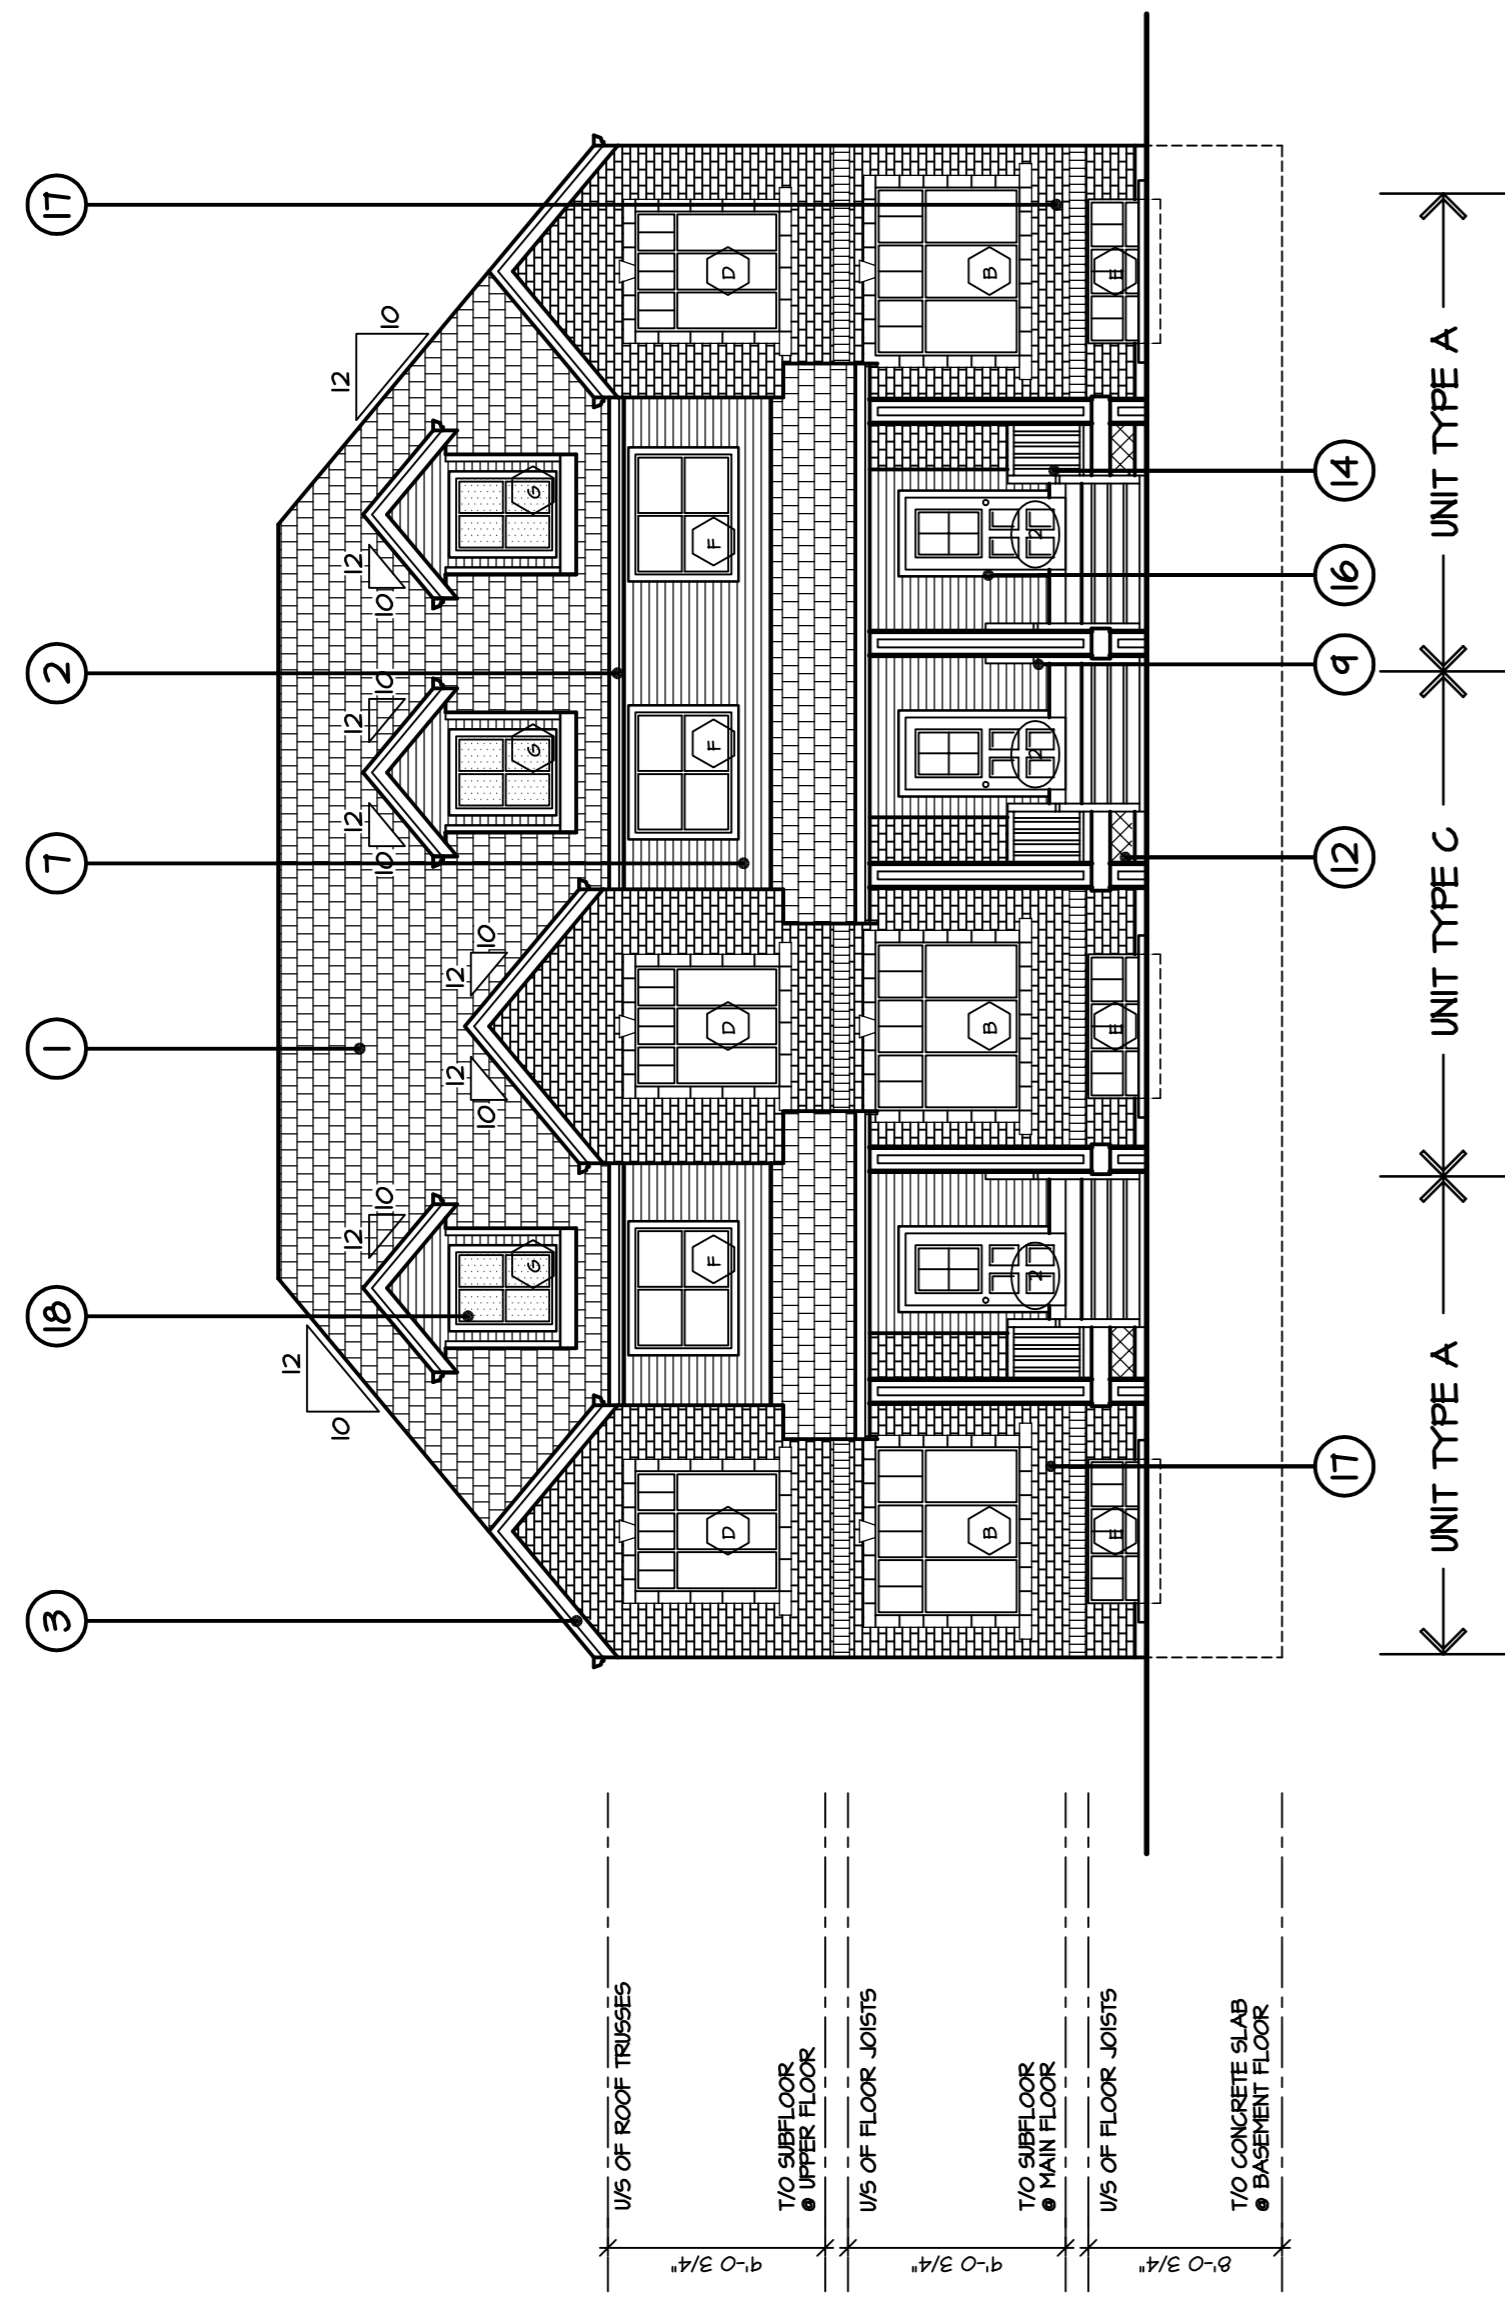 3
18
1
7
2
17
12
10
12
10
12
10
12
10
12
10
12
10
12
10
12
10
G
G
G
U/S OF ROOF TRUSSES
9'-0 3/4"
D
F
D
F
F
D
T/O SUBFLOOR
@ UPPER FLOOR
U/S OF FLOOR JOISTS
9'-0 3/4"
B
B
B
2
2
2
T/O SUBFLOOR
@ MAIN FLOOR
U/S OF FLOOR JOISTS
E
E
E
8'-0 3/4"
T/O CONCRETE SLAB
@ BASEMENT FLOOR
17
12
9
16
14
UNIT TYPE A
UNIT TYPE C
UNIT TYPE A